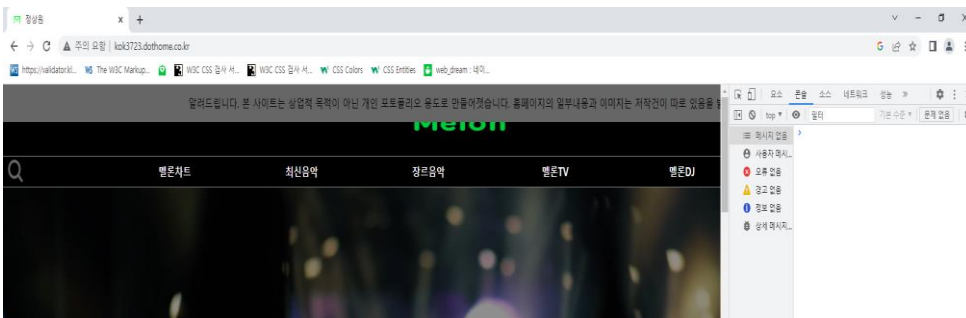 정상원
주의 요함 | kok3723.dothome.co.kr
https://validator.kl... The W3C Markup... W3C CSS 검사 서... W3C CSS 검사 서... CSS Colors CSS Entities web_dream : 네이...
알려드립니다. 본 사이트는 상업적 목적이 아닌 개인 포트폴리오 용도로 만들어졋습니다. 홈페이지의 일부내용과 이미지는 저작건이 따로 있음을
Melon
멜론차트 최신음악 장르음악 멜론TV 멜론DJ
요소 콘솔 소스 네트워크 성능 »
top 필터 기본 수준 문제 없음
메시지 없음
사용자 메시...
오류 없음
경고 없음
정보 없음
상세 메시지...